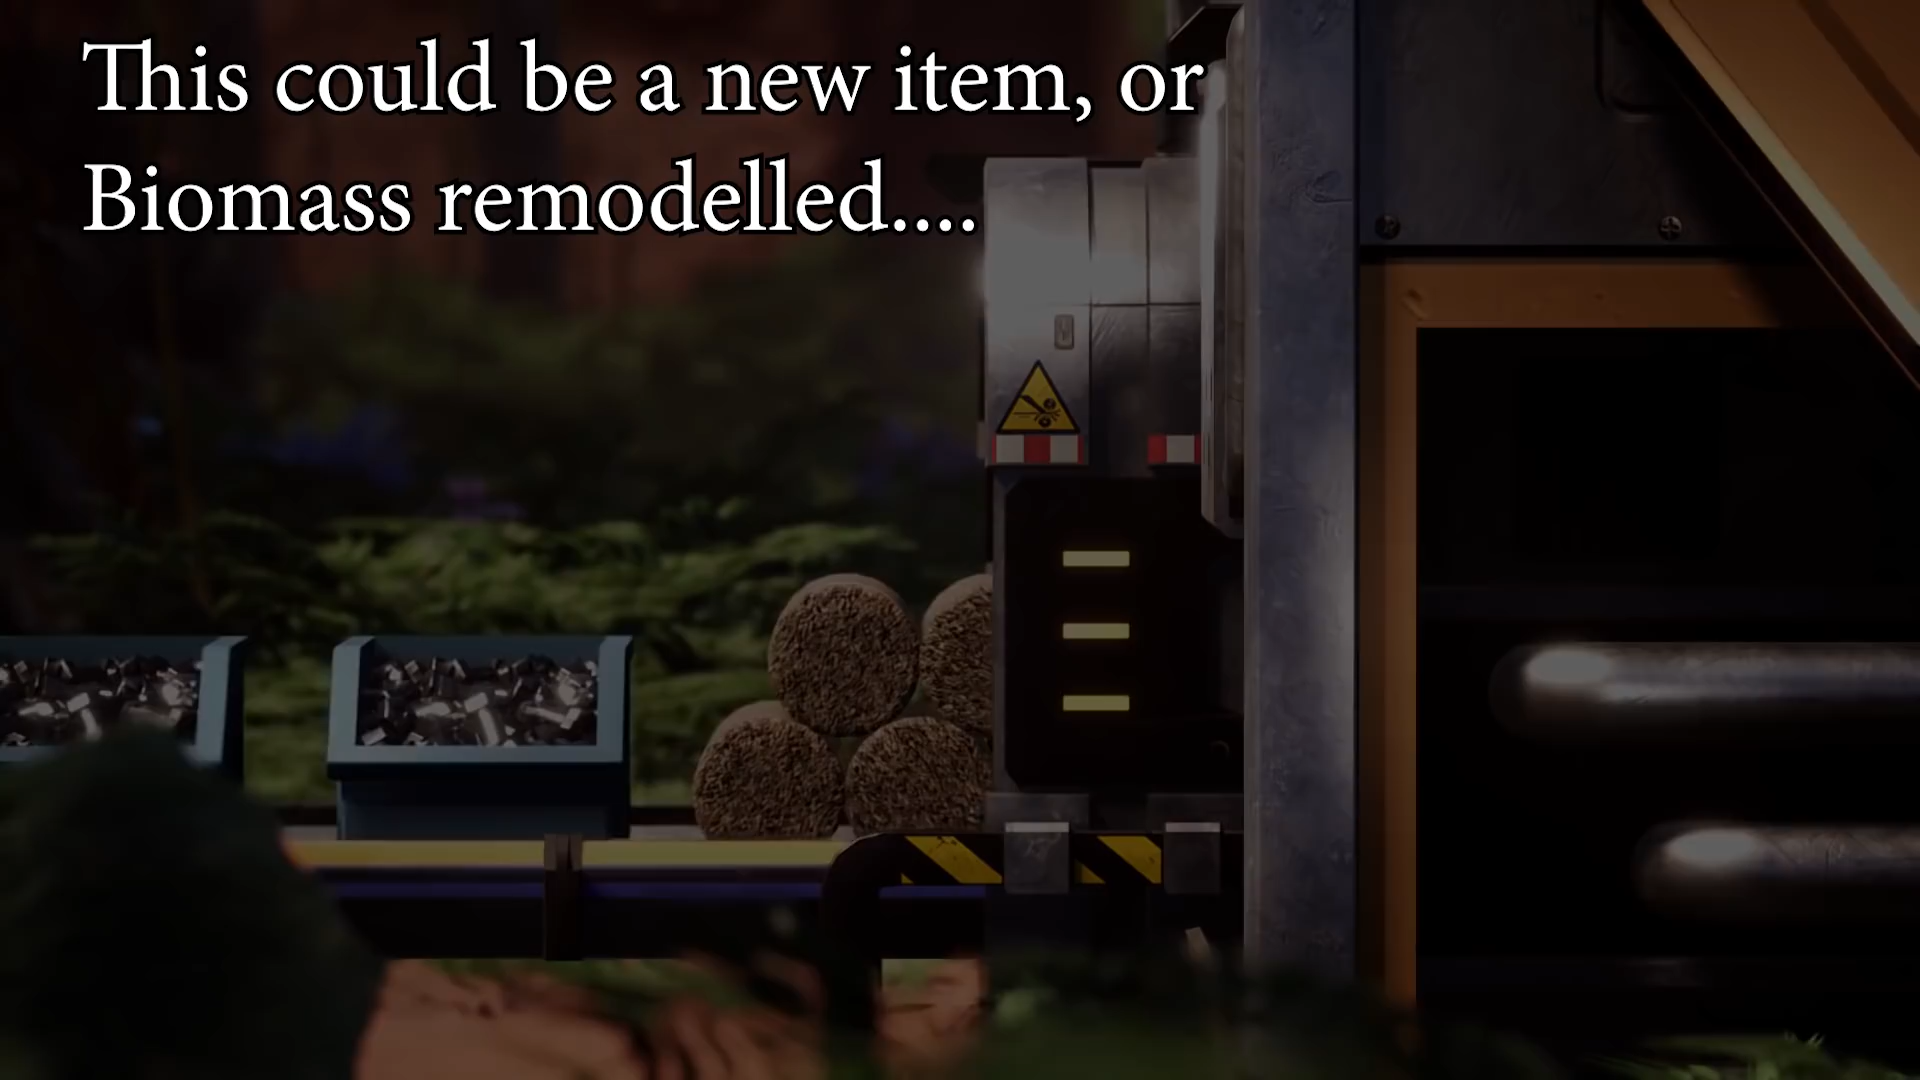 This could be a new item, or
Biomass remodelled....